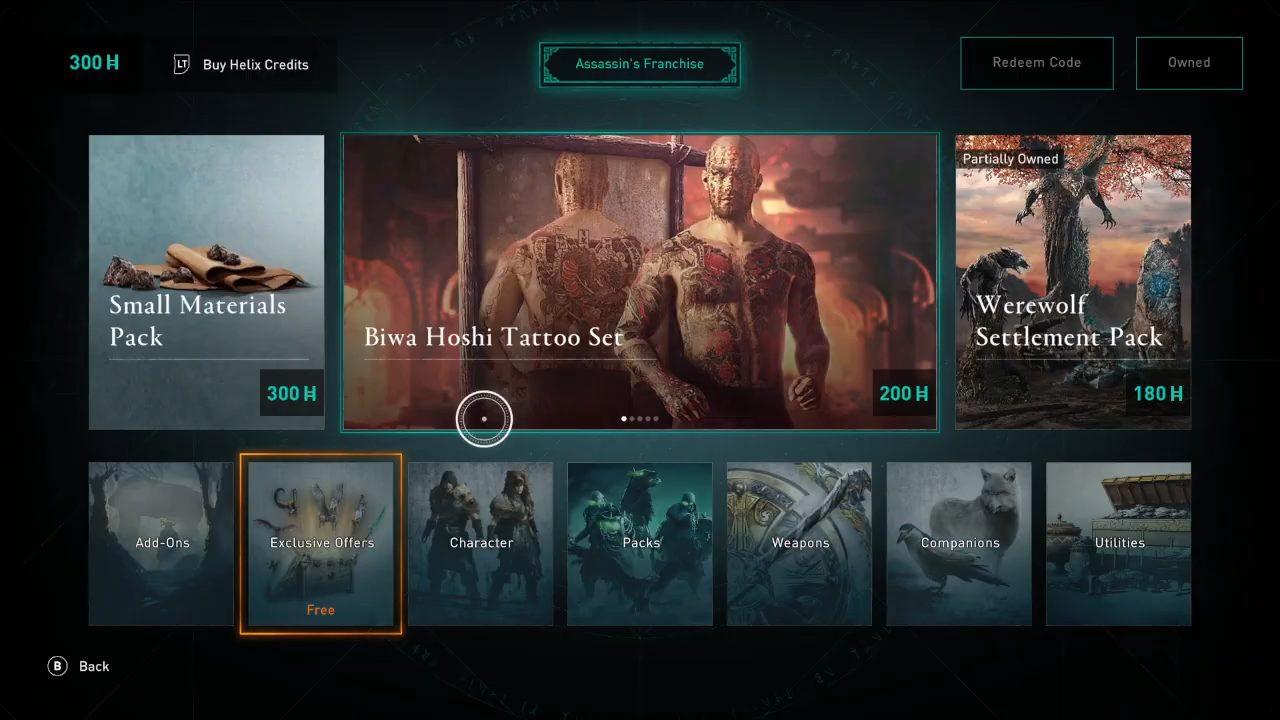 300 H
LT
Buy Helix Credits
Assassin's Franchise
Redeem Code
Owned
Small Materials
Pack
300 H
Biwa Hoshi Tattoo Set
200 H
Partially Owned
Werewolf
Settlement Pack
180 H
Add-Ons
Exclusive Offers
Free
Character
Packs
Weapons
Companions
Utilities
B
Back